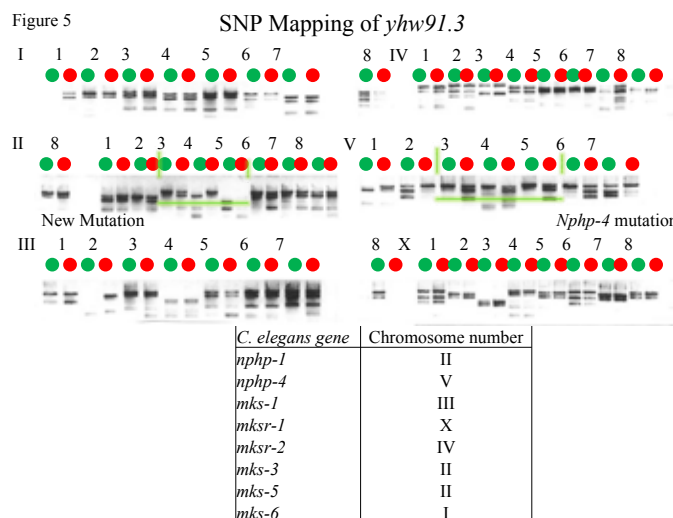 Figure 5
SNP Mapping of yhw91.3
I 1 2 3 4 5 6 7
8 IV 1 2 3 4 5 6 7 8
II 8 1 2 3 4 5 6 7 8
V 1 2 3 4 5 6 7
New Mutation
Nphp-4 mutation
III 1 2 3 4 5 6 7
8 X 1 2 3 4 5 6 7 8
C. elegans gene Chromosome number
nphp-1 II
nphp-4 V
mks-1 III
mksr-1 X
mksr-2 IV
mks-3 II
mks-5 II
mks-6 I